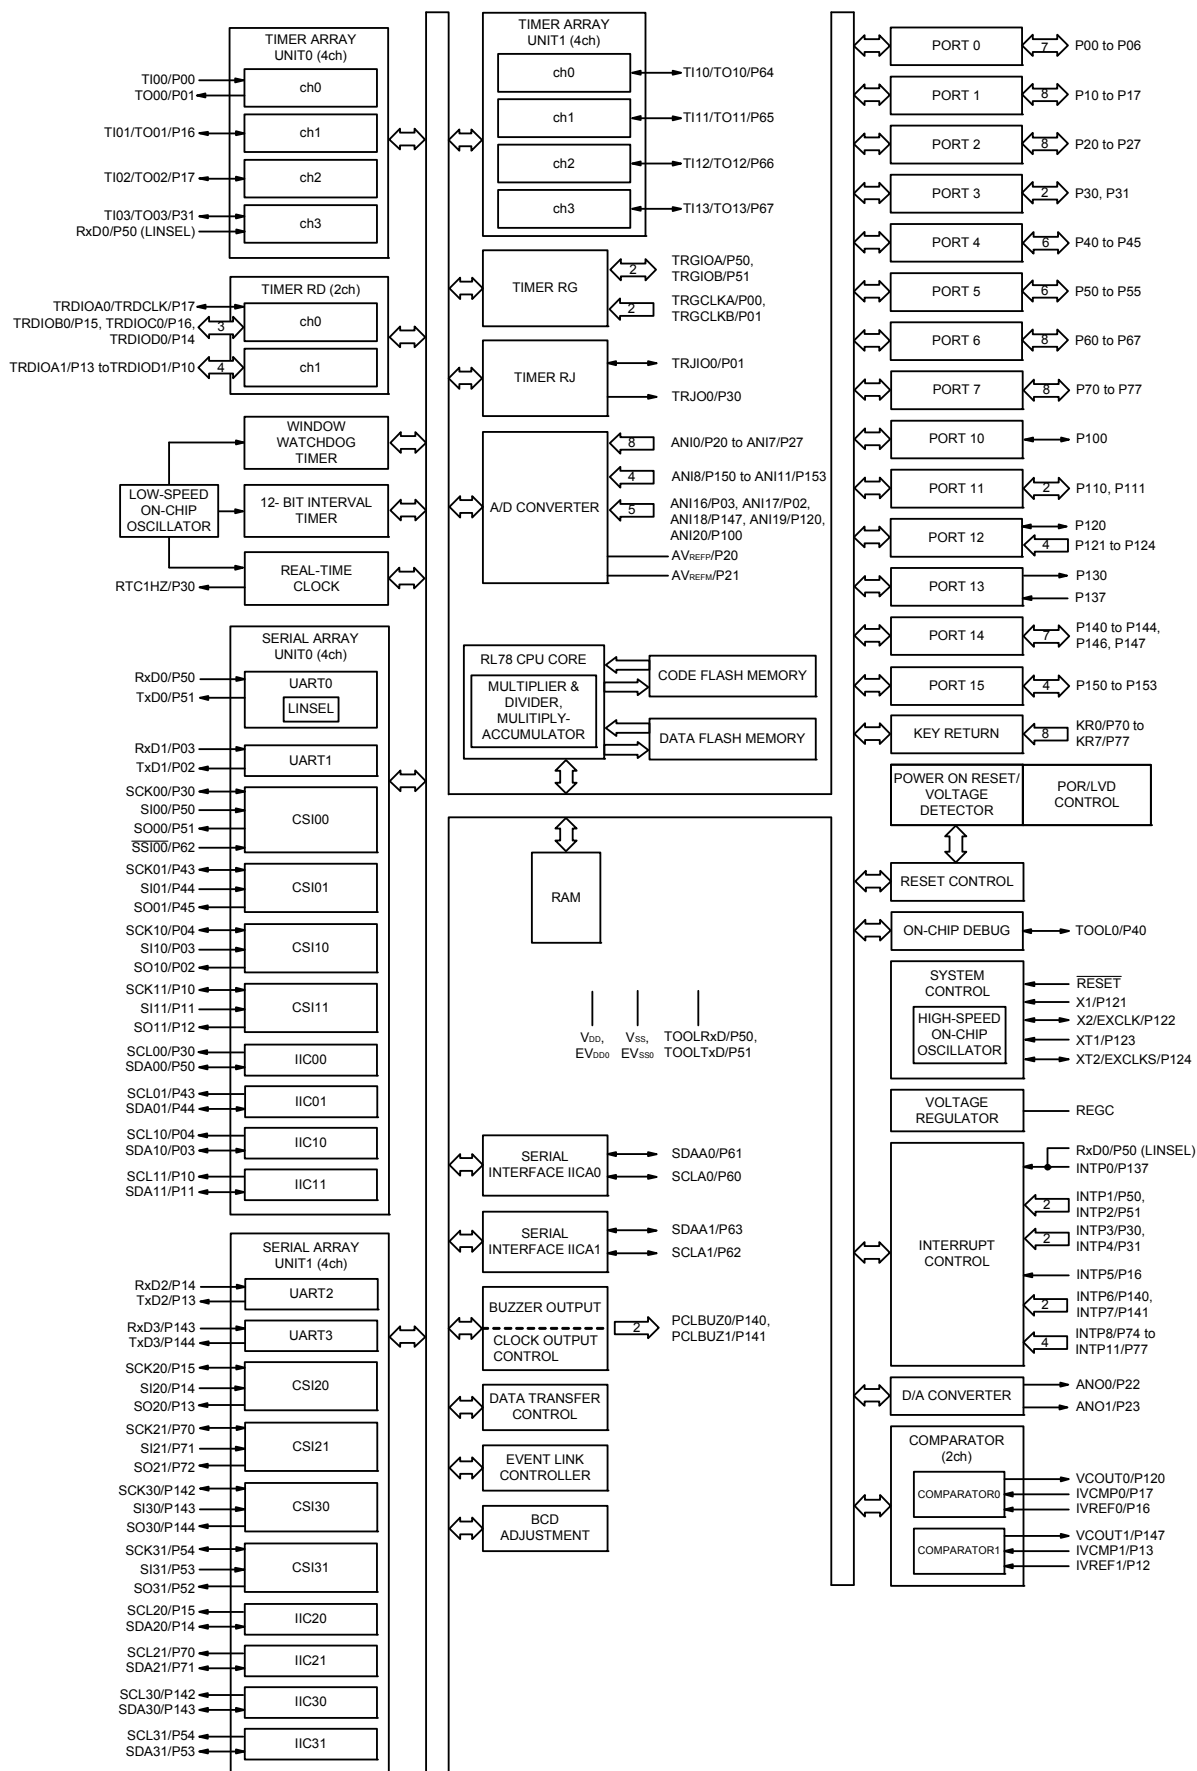 TIMER ARRAY
UNIT0 (4ch)
ch0
TI00/P00
TO00/P01
ch1
TI01/TO01/P16
ch2
TI02/TO02/P17
ch3
TI03/TO03/P31
RxD0/P50 (LINSEL)
TIMER RD (2ch)
ch0
TRDIOA0/TRDCLK/P17
TRDIOB0/P15, TRDIOC0/P16,
TRDIOD0/P14
3
ch1
TRDIOA1/P13 toTRDIOD1/P10
4
WINDOW
WATCHDOG
TIMER
LOW-SPEED
ON-CHIP
OSCILLATOR
12- BIT INTERVAL
TIMER
REAL-TIME
CLOCK
RTC1HZ/P30
SERIAL ARRAY
UNIT0 (4ch)
UART0
LINSEL
RxD0/P50
TxD0/P51
UART1
RxD1/P03
TxD1/P02
CSI00
SCK00/P30
SI00/P50
SO00/P51
SSI00/P62
CSI01
SCK01/P43
SI01/P44
SO01/P45
CSI10
SCK10/P04
SI10/P03
SO10/P02
CSI11
SCK11/P10
SI11/P11
SO11/P12
IIC00
SCL00/P30
SDA00/P50
IIC01
SCL01/P43
SDA01/P44
IIC10
SCL10/P04
SDA10/P03
IIC11
SCL11/P10
SDA11/P11
SERIAL ARRAY
UNIT1 (4ch)
UART2
RxD2/P14
TxD2/P13
UART3
RxD3/P143
TxD3/P144
CSI20
SCK20/P15
SI20/P14
SO20/P13
CSI21
SCK21/P70
SI21/P71
SO21/P72
CSI30
SCK30/P142
SI30/P143
SO30/P144
CSI31
SCK31/P54
SI31/P53
SO31/P52
IIC20
SCL20/P15
SDA20/P14
IIC21
SCL21/P70
SDA21/P71
IIC30
SCL30/P142
SDA30/P143
IIC31
SCL31/P54
SDA31/P53
TIMER ARRAY
UNIT1 (4ch)
ch0
TI10/TO10/P64
ch1
TI11/TO11/P65
ch2
TI12/TO12/P66
ch3
TI13/TO13/P67
TIMER RG
2
TRGIOA/P50,
TRGIOB/P51
2
TRGCLKA/P00,
TRGCLKB/P01
TIMER RJ
TRJIO0/P01
TRJO0/P30
A/D CONVERTER
8
ANI0/P20 to ANI7/P27
4
ANI8/P150 to ANI11/P153
5
ANI16/P03, ANI17/P02,
ANI18/P147, ANI19/P120,
ANI20/P100
AVREFP/P20
AVREFM/P21
RL78 CPU CORE
MULTIPLIER &
DIVIDER,
MULITIPLY-
ACCUMULATOR
CODE FLASH MEMORY
DATA FLASH MEMORY
RAM
VDD,
EVDD0
VSS,
EVSS0
TOOLRxD/P50,
TOOLTxD/P51
SERIAL
INTERFACE IICA0
SDAA0/P61
SCLA0/P60
SERIAL
INTERFACE IICA1
SDAA1/P63
SCLA1/P62
BUZZER OUTPUT
CLOCK OUTPUT
CONTROL
2
PCLBUZ0/P140,
PCLBUZ1/P141
DATA TRANSFER
CONTROL
EVENT LINK
CONTROLLER
BCD
ADJUSTMENT
PORT 0
7
P00 to P06
PORT 1
8
P10 to P17
PORT 2
8
P20 to P27
PORT 3
2
P30, P31
PORT 4
6
P40 to P45
PORT 5
6
P50 to P55
PORT 6
8
P60 to P67
PORT 7
8
P70 to P77
PORT 10
P100
PORT 11
2
P110, P111
PORT 12
P120
4
P121 to P124
PORT 13
P130
P137
PORT 14
7
P140 to P144,
P146, P147
PORT 15
4
P150 to P153
KEY RETURN
8
KR0/P70 to
KR7/P77
POWER ON RESET/
VOLTAGE
DETECTOR
POR/LVD
CONTROL
RESET CONTROL
ON-CHIP DEBUG
TOOL0/P40
SYSTEM
CONTROL
HIGH-SPEED
ON-CHIP
OSCILLATOR
RESET
X1/P121
X2/EXCLK/P122
XT1/P123
XT2/EXCLKS/P124
VOLTAGE
REGULATOR
REGC
INTERRUPT
CONTROL
RxD0/P50 (LINSEL)
INTP0/P137
2
INTP1/P50,
INTP2/P51
2
INTP3/P30,
INTP4/P31
INTP5/P16
2
INTP6/P140,
INTP7/P141
4
INTP8/P74 to
INTP11/P77
D/A CONVERTER
ANO0/P22
ANO1/P23
COMPARATOR
(2ch)
COMPARATOR0
VCOUT0/P120
IVCMP0/P17
IVREF0/P16
COMPARATOR1
VCOUT1/P147
IVCMP1/P13
IVREF1/P12